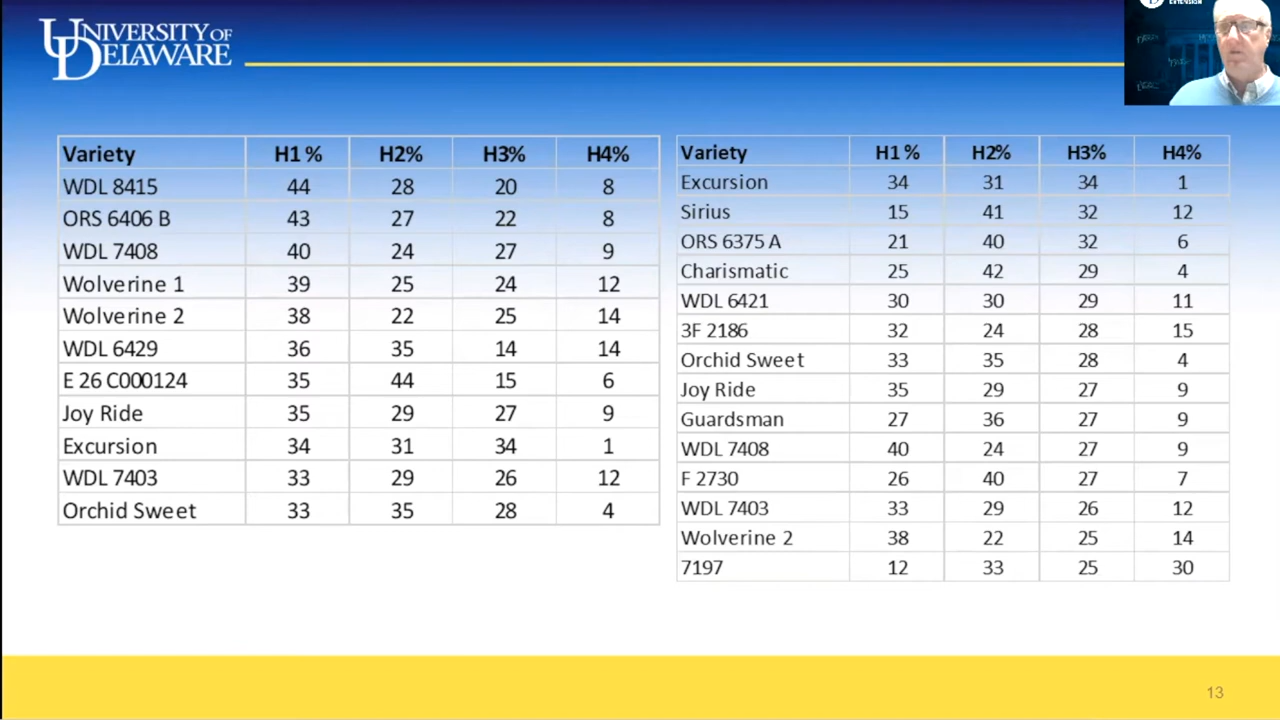 UNIVERSITY OF
DELAWARE
EXTENSION
Variety H1 % H2% H3% H4%
WDL 8415 44 28 20 8
ORS 6406 B 43 27 22 8
WDL 7408 40 24 27 9
Wolverine 1 39 25 24 12
Wolverine 2 38 22 25 14
WDL 6429 36 35 14 14
E 26 C000124 35 44 15 6
Joy Ride 35 29 27 9
Excursion 34 31 34 1
WDL 7403 33 29 26 12
Orchid Sweet 33 35 28 4
Variety H1 % H2% H3% H4%
Excursion 34 31 34 1
Sirius 15 41 32 12
ORS 6375 A 21 40 32 6
Charismatic 25 42 29 4
WDL 6421 30 30 29 11
3F 2186 32 24 28 15
Orchid Sweet 33 35 28 4
Joy Ride 35 29 27 9
Guardsman 27 36 27 9
WDL 7408 40 24 27 9
F 2730 26 40 27 7
WDL 7403 33 29 26 12
Wolverine 2 38 22 25 14
7197 12 33 25 30
13